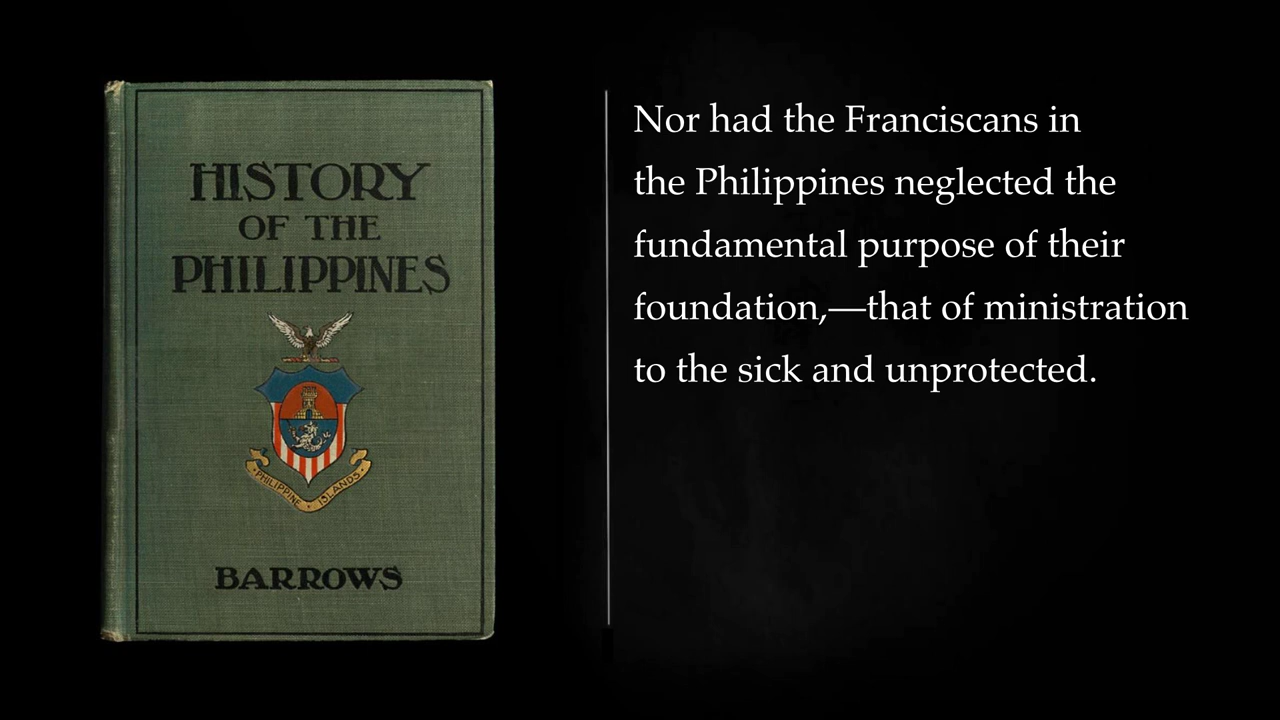 HISTORY
OF THE
PHILIPPINES
PHILIPPINE ISLANDS
BARROWS
Nor had the Franciscans in
the Philippines neglected the
fundamental purpose of their
foundation,—that of ministration
to the sick and unprotected.